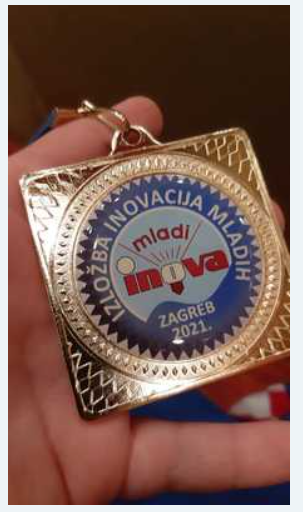 IZLOŽBA INOVACIJA MLADIH
mladi
inova
ZAGREB
2021.